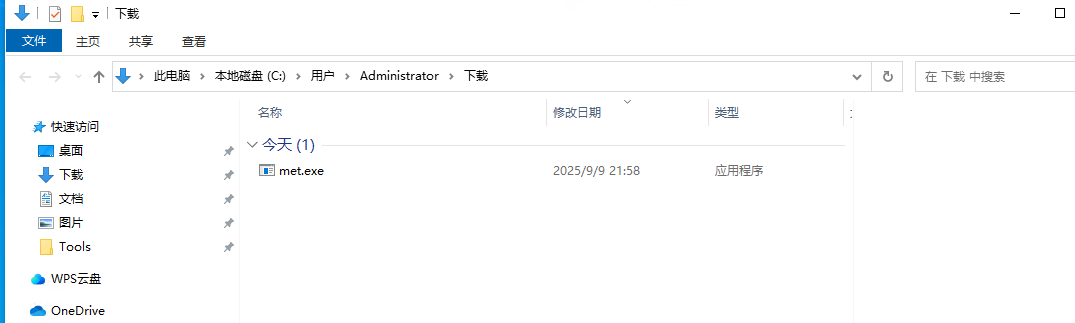 下载
文件 主页 共享 查看
此电脑 本地磁盘 (C:) 用户 Administrator 下载 在 下载 中搜索
名称 修改日期 类型
快速访问
今天 (1)
桌面
met.exe 2025/9/9 21:58 应用程序
下载
文档
图片
Tools
WPS云盘
OneDrive